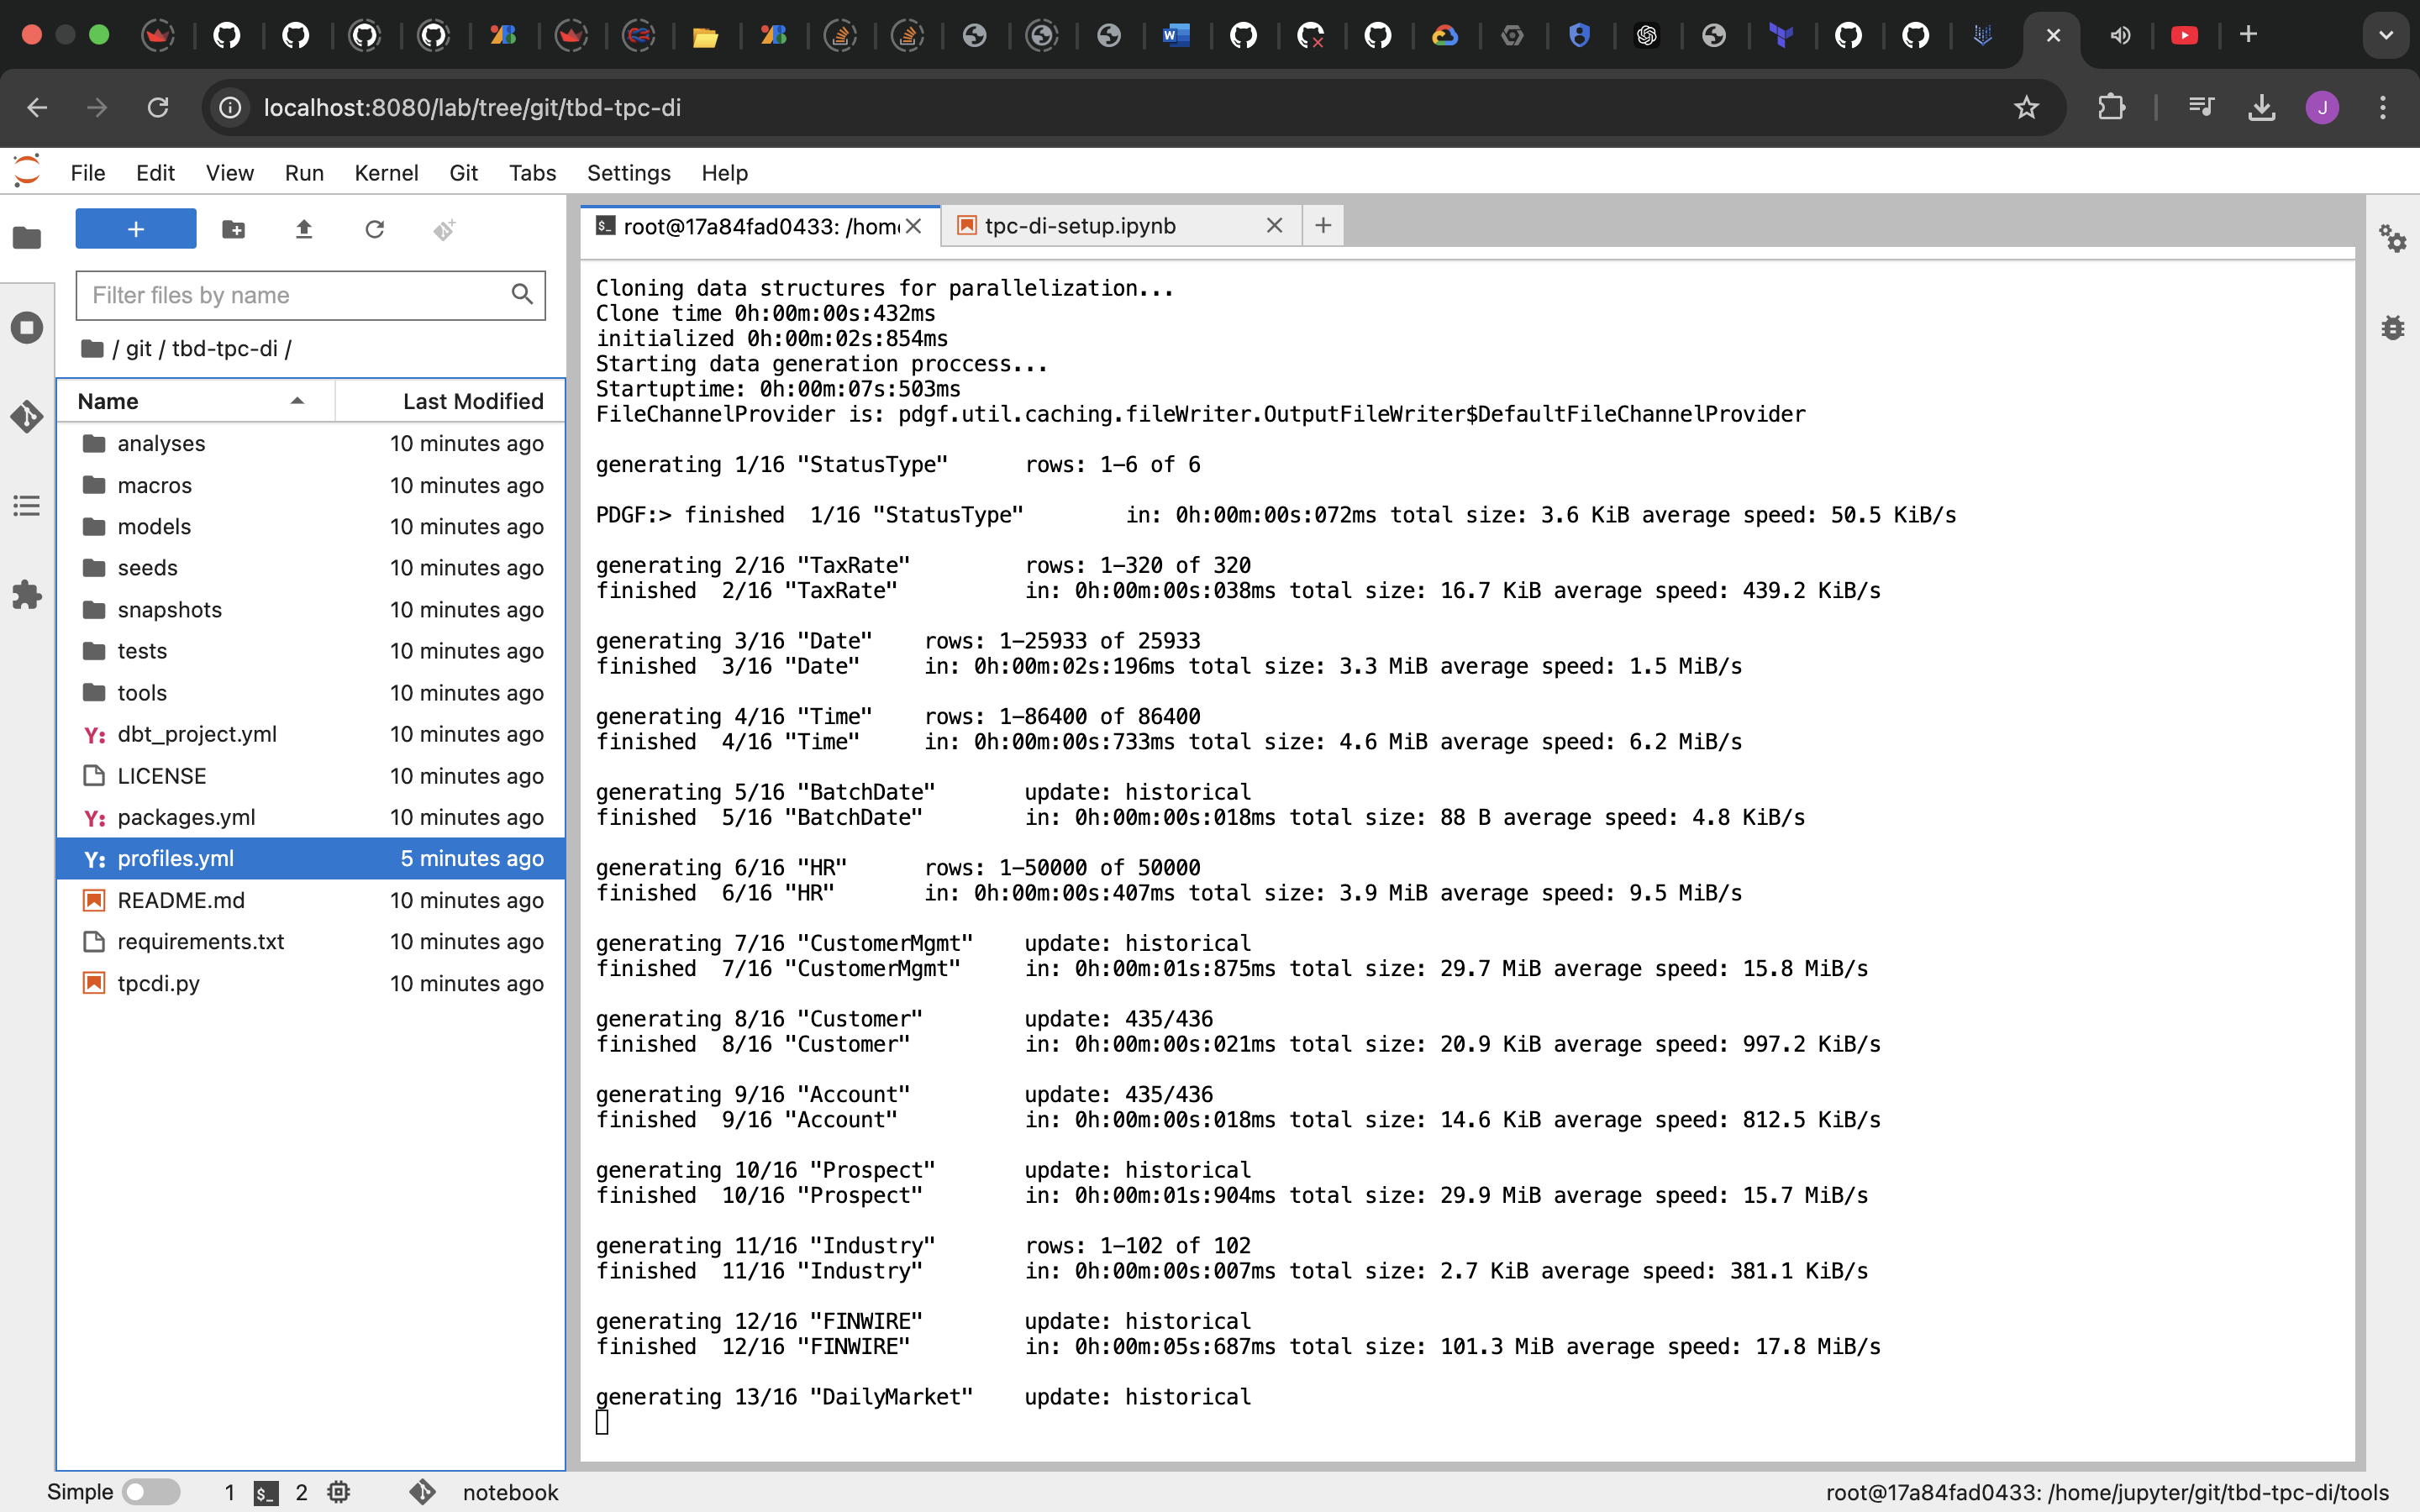 localhost:8080/lab/tree/git/tbd-tpc-di
J
File Edit View Run Kernel Git Tabs Settings Help
+
Filter files by name
/ git / tbd-tpc-di /
Name Last Modified
analyses 10 minutes ago
macros 10 minutes ago
models 10 minutes ago
seeds 10 minutes ago
snapshots 10 minutes ago
tests 10 minutes ago
tools 10 minutes ago
Y: dbt_project.yml 10 minutes ago
LICENSE 10 minutes ago
Y: packages.yml 10 minutes ago
Y: profiles.yml 5 minutes ago
README.md 10 minutes ago
requirements.txt 10 minutes ago
tpcdi.py 10 minutes ago
root@17a84fad0433: /hom
tpc-di-setup.ipynb
Cloning data structures for parallelization...
Clone time 0h:00m:00s:432ms
initialized 0h:00m:02s:854ms
Starting data generation proccess...
Startuptime: 0h:00m:07s:503ms
FileChannelProvider is: pdgf.util.caching.fileWriter.OutputFileWriter$DefaultFileChannelProvider
generating 1/16 "StatusType" rows: 1-6 of 6
PDGF:> finished 1/16 "StatusType" in: 0h:00m:00s:072ms total size: 3.6 KiB average speed: 50.5 KiB/s
generating 2/16 "TaxRate" rows: 1-320 of 320
finished 2/16 "TaxRate" in: 0h:00m:00s:038ms total size: 16.7 KiB average speed: 439.2 KiB/s
generating 3/16 "Date" rows: 1-25933 of 25933
finished 3/16 "Date" in: 0h:00m:02s:196ms total size: 3.3 MiB average speed: 1.5 MiB/s
generating 4/16 "Time" rows: 1-86400 of 86400
finished 4/16 "Time" in: 0h:00m:00s:733ms total size: 4.6 MiB average speed: 6.2 MiB/s
generating 5/16 "BatchDate" update: historical
finished 5/16 "BatchDate" in: 0h:00m:00s:018ms total size: 88 B average speed: 4.8 KiB/s
generating 6/16 "HR" rows: 1-50000 of 50000
finished 6/16 "HR" in: 0h:00m:00s:407ms total size: 3.9 MiB average speed: 9.5 MiB/s
generating 7/16 "CustomerMgmt" update: historical
finished 7/16 "CustomerMgmt" in: 0h:00m:01s:875ms total size: 29.7 MiB average speed: 15.8 MiB/s
generating 8/16 "Customer" update: 435/436
finished 8/16 "Customer" in: 0h:00m:00s:021ms total size: 20.9 KiB average speed: 997.2 KiB/s
generating 9/16 "Account" update: 435/436
finished 9/16 "Account" in: 0h:00m:00s:018ms total size: 14.6 KiB average speed: 812.5 KiB/s
generating 10/16 "Prospect" update: historical
finished 10/16 "Prospect" in: 0h:00m:01s:904ms total size: 29.9 MiB average speed: 15.7 MiB/s
generating 11/16 "Industry" rows: 1-102 of 102
finished 11/16 "Industry" in: 0h:00m:00s:007ms total size: 2.7 KiB average speed: 381.1 KiB/s
generating 12/16 "FINWIRE" update: historical
finished 12/16 "FINWIRE" in: 0h:00m:05s:687ms total size: 101.3 MiB average speed: 17.8 MiB/s
generating 13/16 "DailyMarket" update: historical
Simple 1 $_ 2 notebook root@17a84fad0433: /home/jupyter/git/tbd-tpc-di/tools